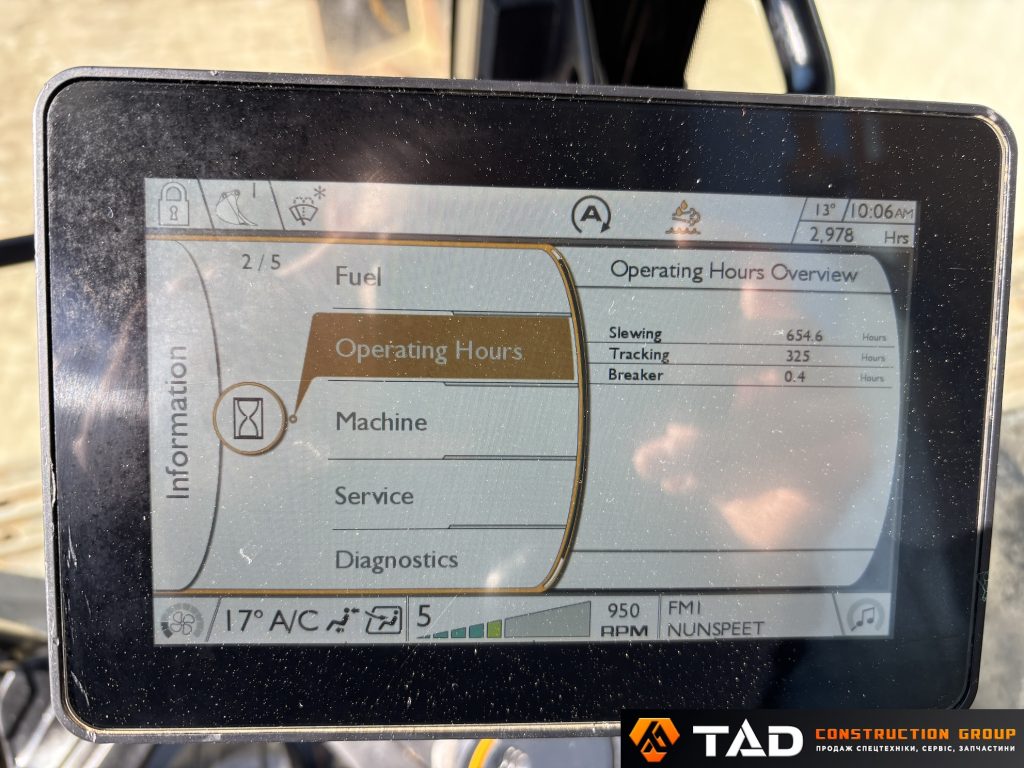 1
A
13° 10:06AM
2,978 Hrs
2/5
Information
Fuel
Operating Hours
Machine
Service
Diagnostics
Operating Hours Overview
Slewing 654.6 Hours
Tracking 325 Hours
Breaker 0.4 Hours
17° A/C
5
950
RPM
FM1
NUNSPEET
TAD CONSTRUCTION GROUP
ПРОДАЖ СПЕЦТЕХНІКИ, СЕРВІС, ЗАПЧАСТИНИ